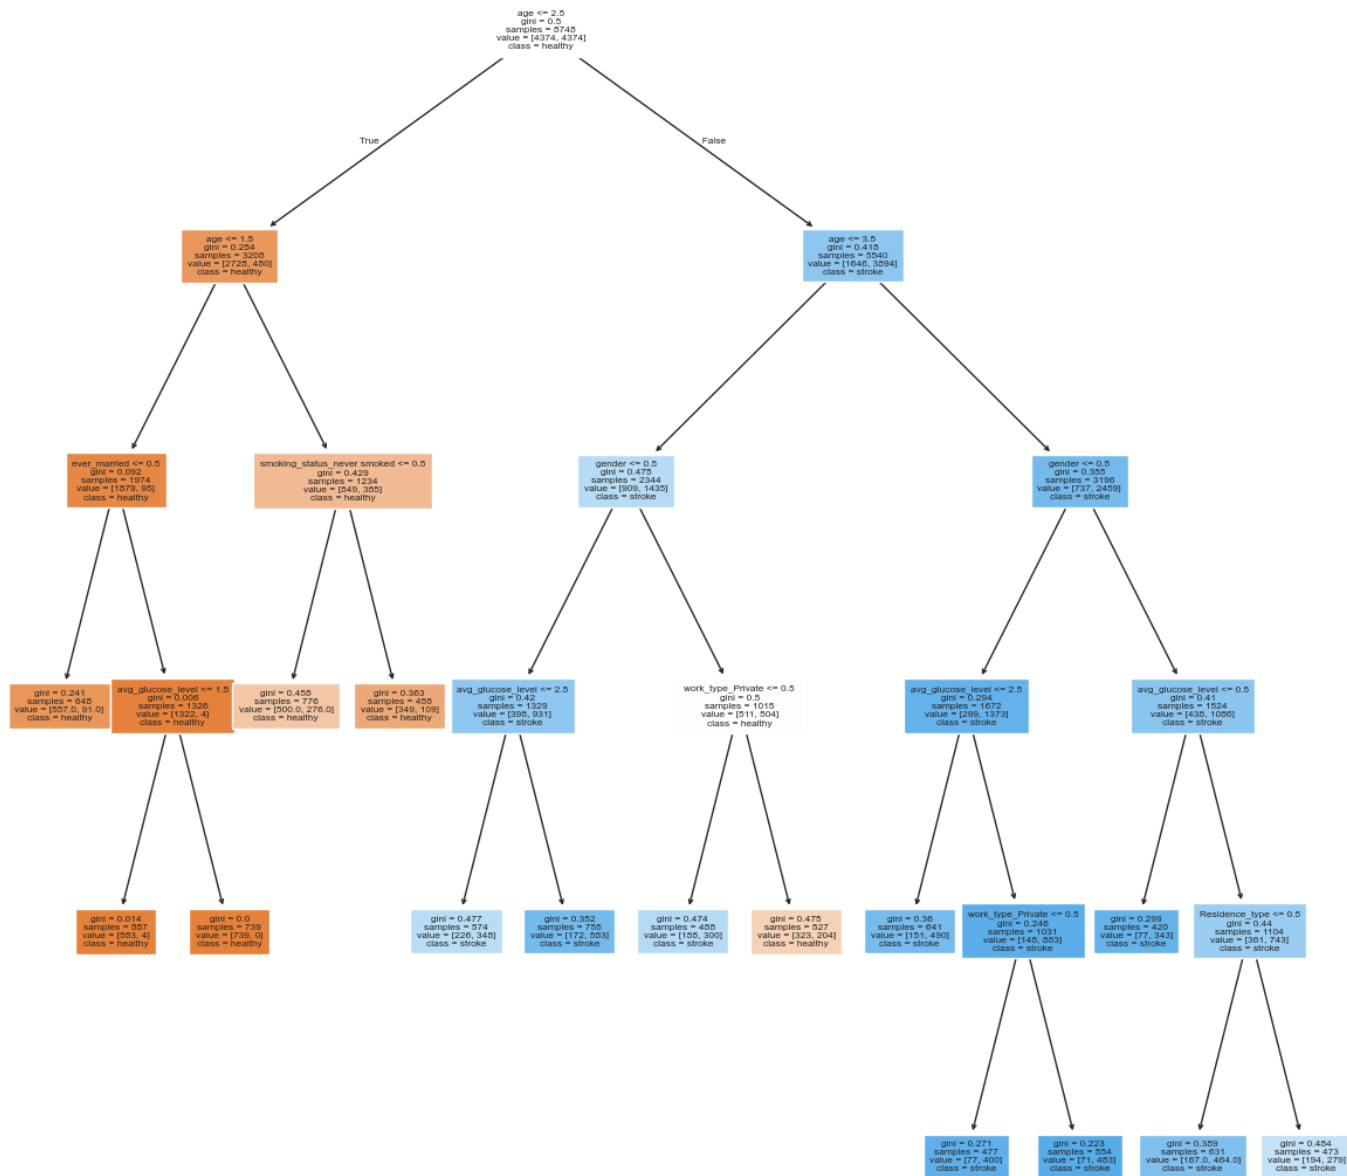 age <= 2.5
gini = 0.5
samples = 8748
value = [4374, 4374]
class = healthy
True
False
age <= 1.5
gini = 0.254
samples = 3208
value = [2728, 480]
class = healthy
age <= 3.5
gini = 0.418
samples = 5540
value = [1646, 3894]
class = stroke
ever_married <= 0.5
gini = 0.092
samples = 1974
value = [1879, 95]
class = healthy
smoking_status_never smoked <= 0.5
gini = 0.429
samples = 1234
value = [849, 385]
class = healthy
gender <= 0.5
gini = 0.475
samples = 2344
value = [909, 1435]
class = stroke
gender <= 0.5
gini = 0.355
samples = 3196
value = [737, 2459]
class = stroke
gini = 0.241
samples = 648
value = [557.0, 91.0]
class = healthy
avg_glucose_level <= 1.5
gini = 0.006
samples = 1326
value = [1322, 4]
class = healthy
gini = 0.458
samples = 776
value = [500.0, 276.0]
class = healthy
gini = 0.363
samples = 458
value = [349, 109]
class = healthy
avg_glucose_level <= 2.5
gini = 0.42
samples = 1329
value = [398, 931]
class = stroke
work_type_Private <= 0.5
gini = 0.5
samples = 1015
value = [511, 504]
class = healthy
avg_glucose_level <= 2.5
gini = 0.294
samples = 1672
value = [299, 1373]
class = stroke
avg_glucose_level <= 0.5
gini = 0.41
samples = 1524
value = [438, 1086]
class = stroke
gini = 0.014
samples = 587
value = [583, 4]
class = healthy
gini = 0.0
samples = 739
value = [739, 0]
class = healthy
gini = 0.477
samples = 574
value = [226, 348]
class = stroke
gini = 0.352
samples = 755
value = [172, 583]
class = stroke
gini = 0.474
samples = 488
value = [188, 300]
class = stroke
gini = 0.475
samples = 527
value = [323, 204]
class = healthy
gini = 0.36
samples = 641
value = [151, 490]
class = stroke
work_type_Private <= 0.5
gini = 0.246
samples = 1031
value = [148, 883]
class = stroke
gini = 0.299
samples = 420
value = [77, 343]
class = stroke
Residence_type <= 0.5
gini = 0.44
samples = 1104
value = [361, 743]
class = stroke
gini = 0.271
samples = 477
value = [77, 400]
class = stroke
gini = 0.223
samples = 554
value = [71, 483]
class = stroke
gini = 0.389
samples = 631
value = [167.0, 464.0]
class = stroke
gini = 0.484
samples = 473
value = [194, 279]
class = stroke